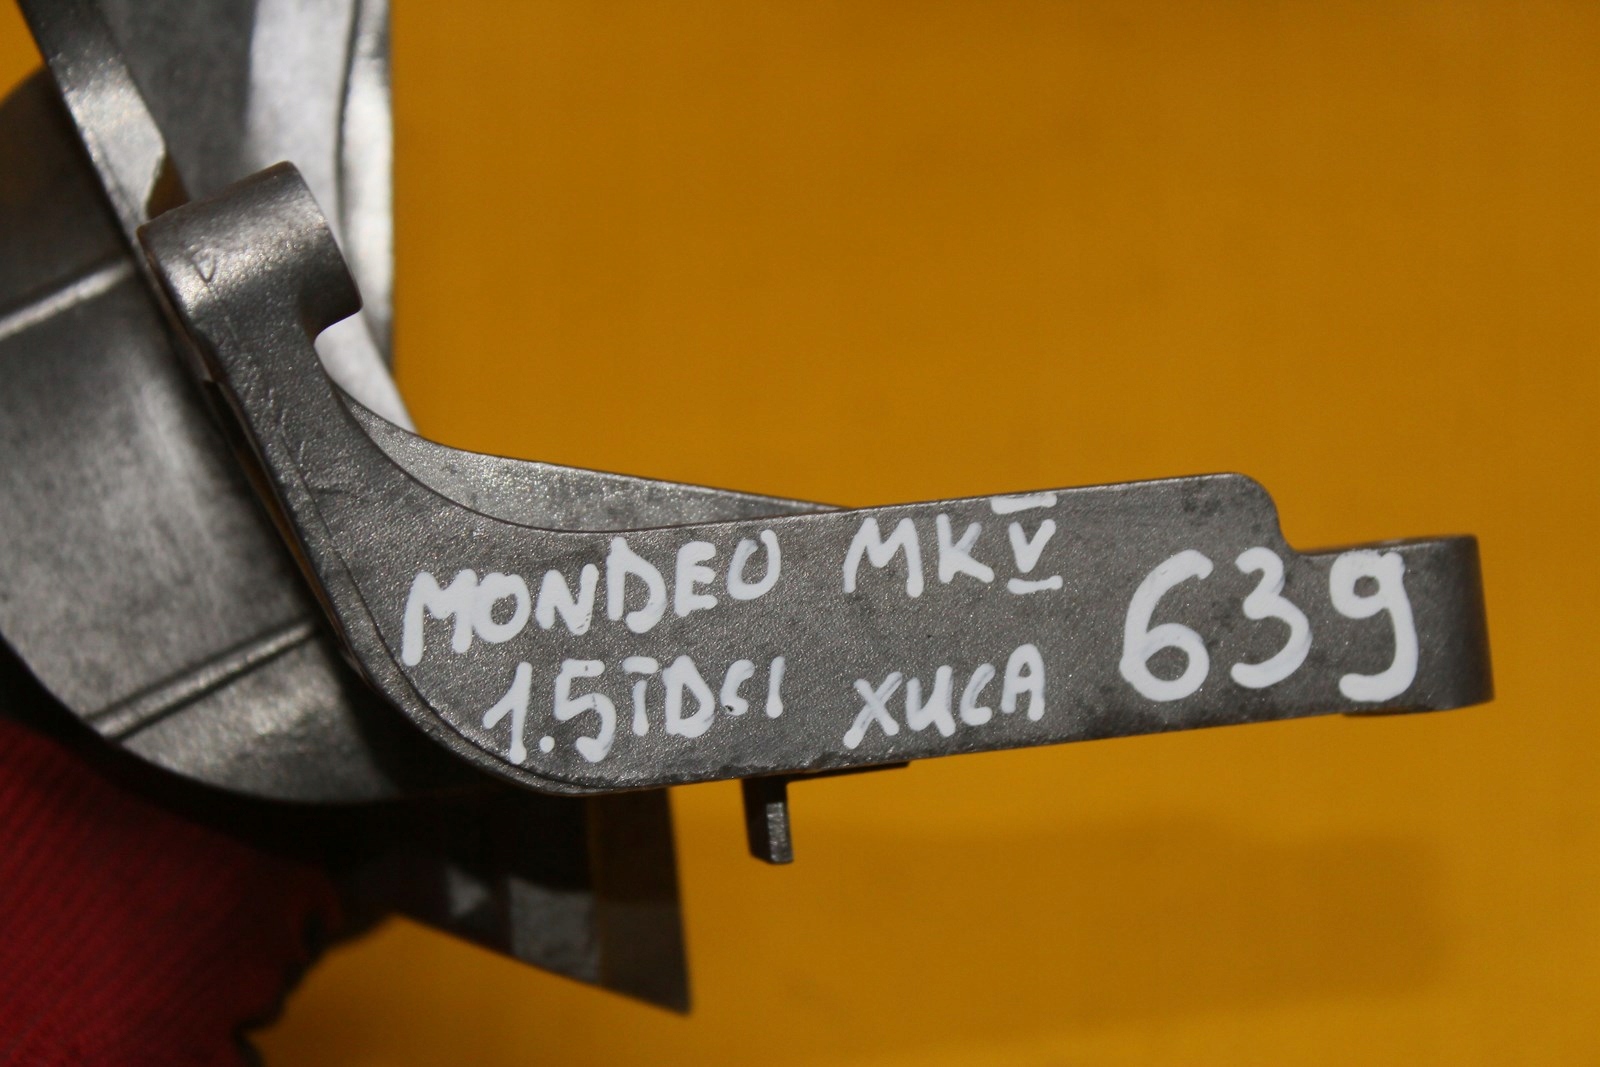 MONDEO MKV 639
1.5TDCI XUCA